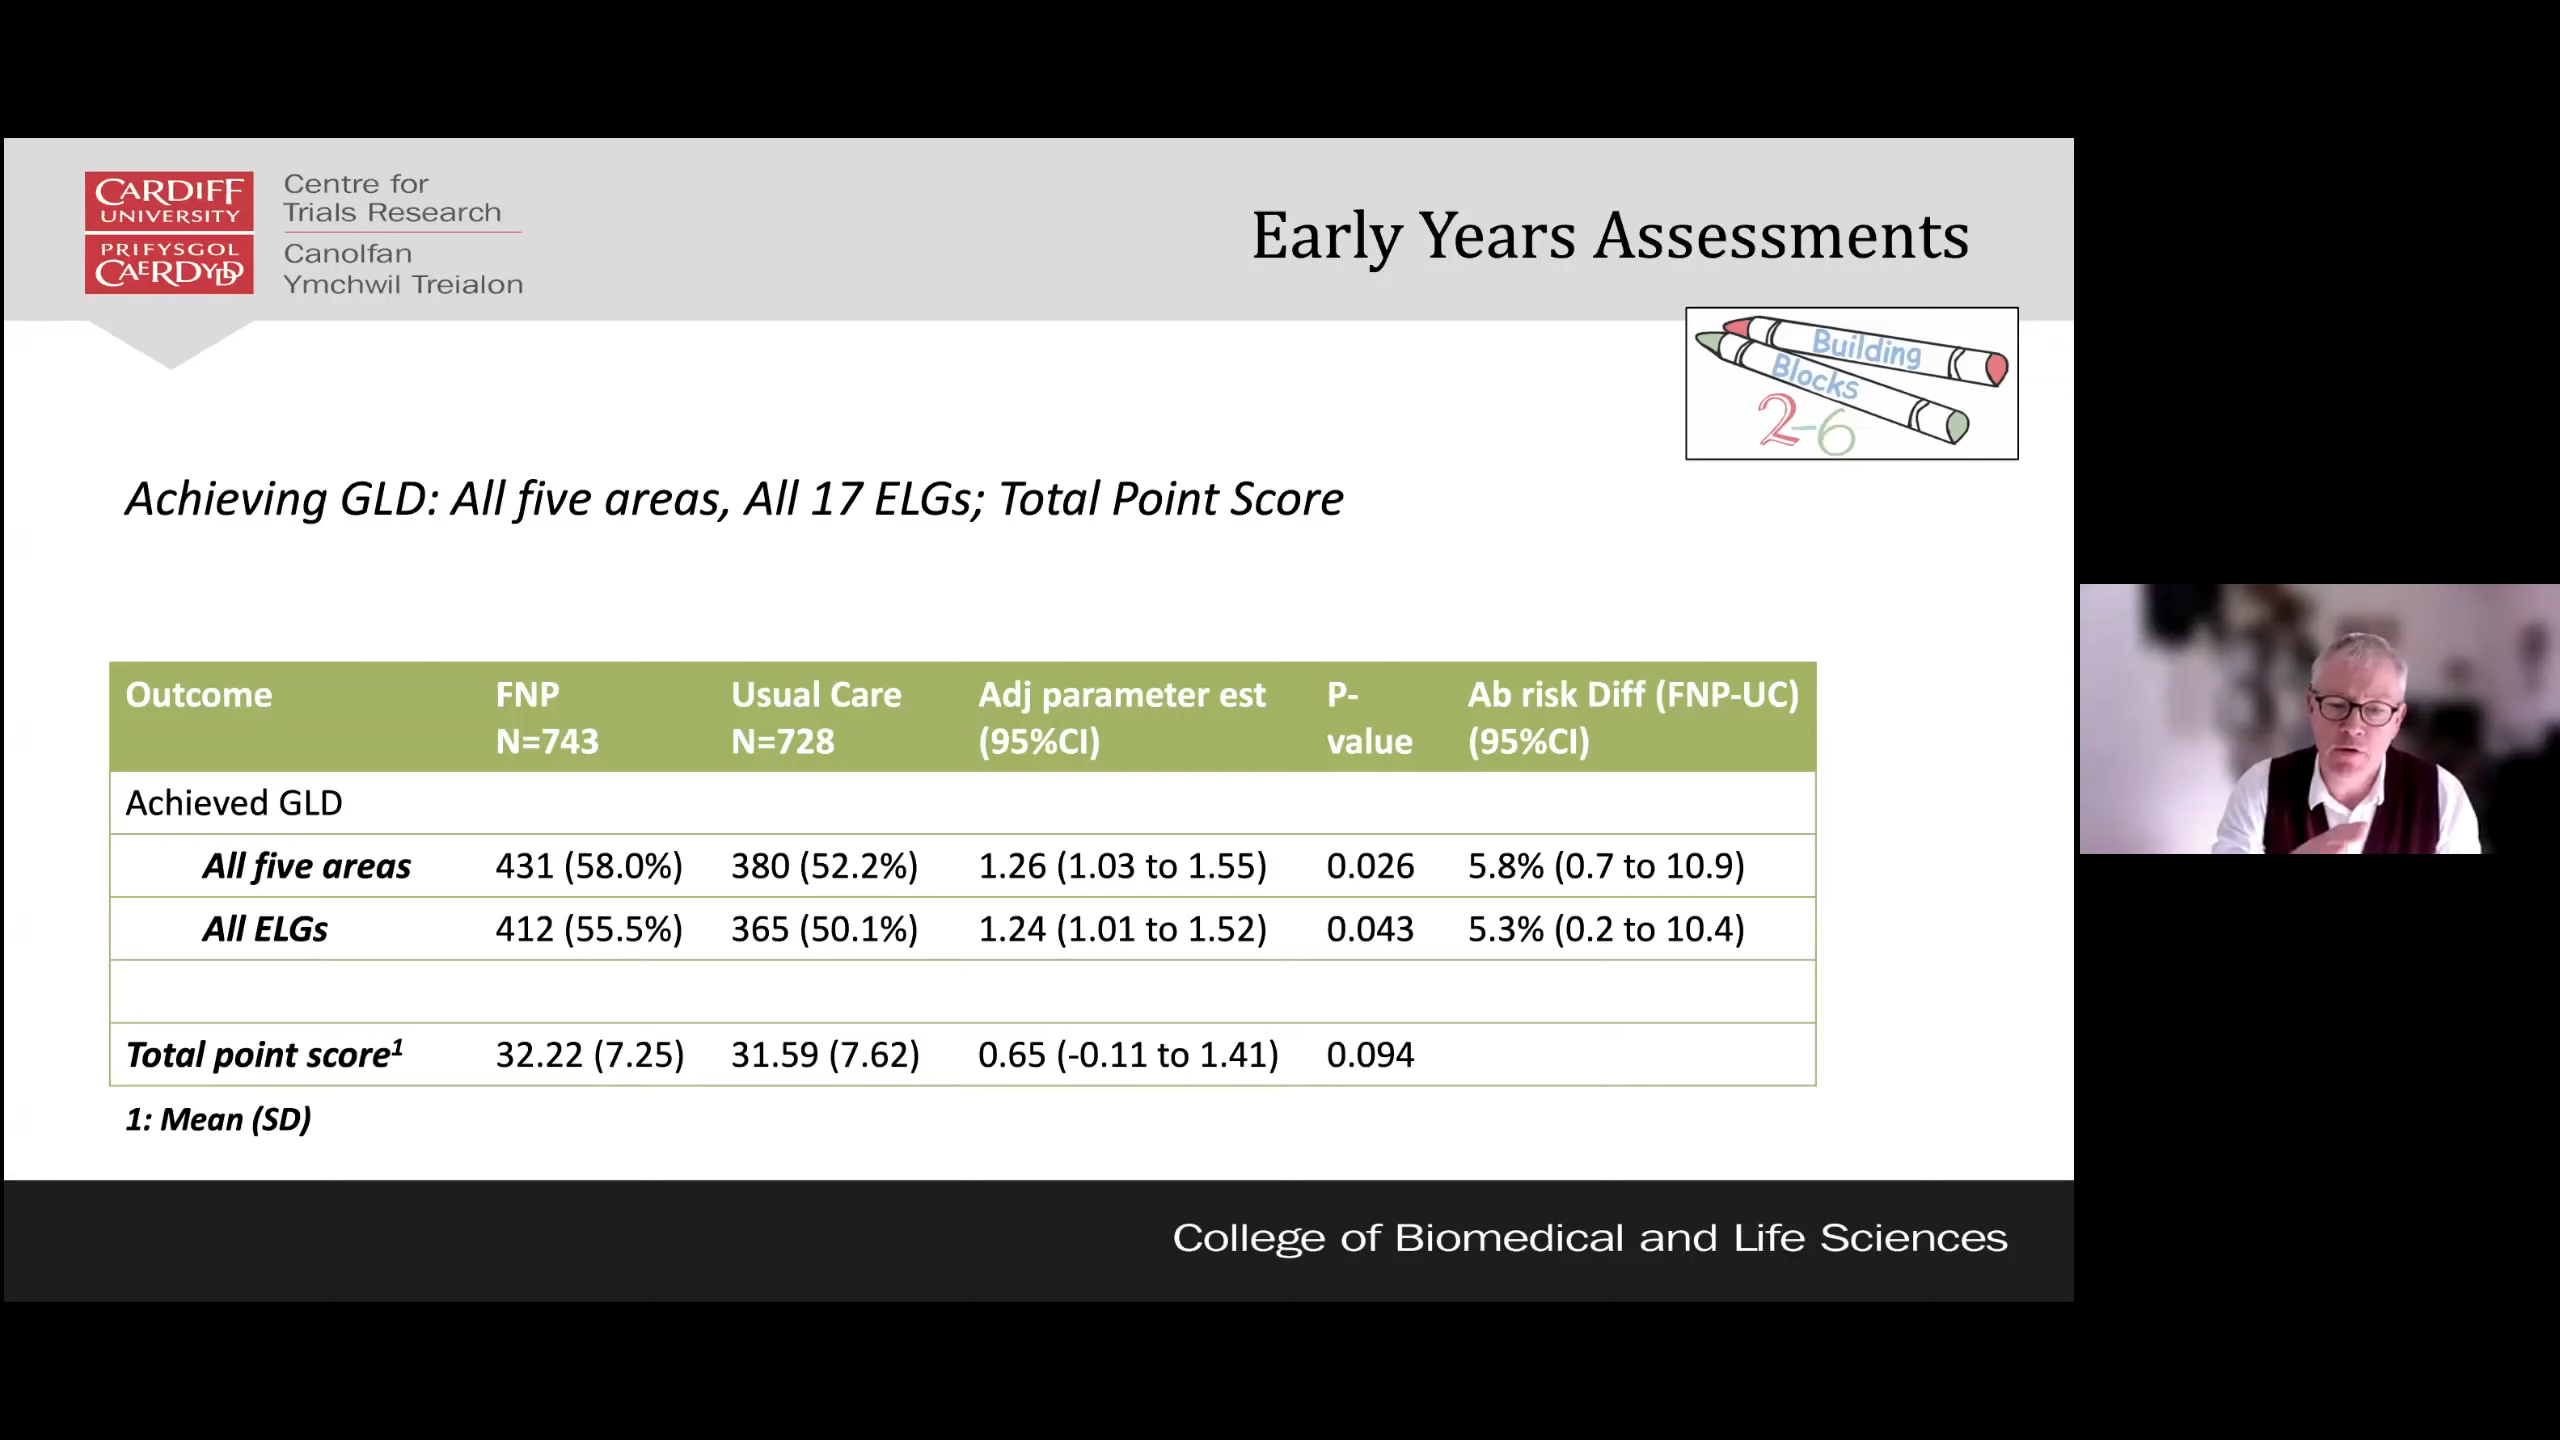 CARDIFF
UNIVERSITY
PRIFYSGOL
CAERDYDD
Centre for
Trials Research
Canolfan
Ymchwil Treialon
Early Years Assessments
Building
Blocks
2-6
Achieving GLD: All five areas, All 17 ELGs; Total Point Score
Outcome FNP N=743 Usual Care N=728 Adj parameter est (95%CI) P-value Ab risk Diff (FNP-UC) (95%CI)
Achieved GLD
All five areas 431 (58.0%) 380 (52.2%) 1.26 (1.03 to 1.55) 0.026 5.8% (0.7 to 10.9)
All ELGs 412 (55.5%) 365 (50.1%) 1.24 (1.01 to 1.52) 0.043 5.3% (0.2 to 10.4)
Total point score¹ 32.22 (7.25) 31.59 (7.62) 0.65 (-0.11 to 1.41) 0.094
1: Mean (SD)
College of Biomedical and Life Sciences